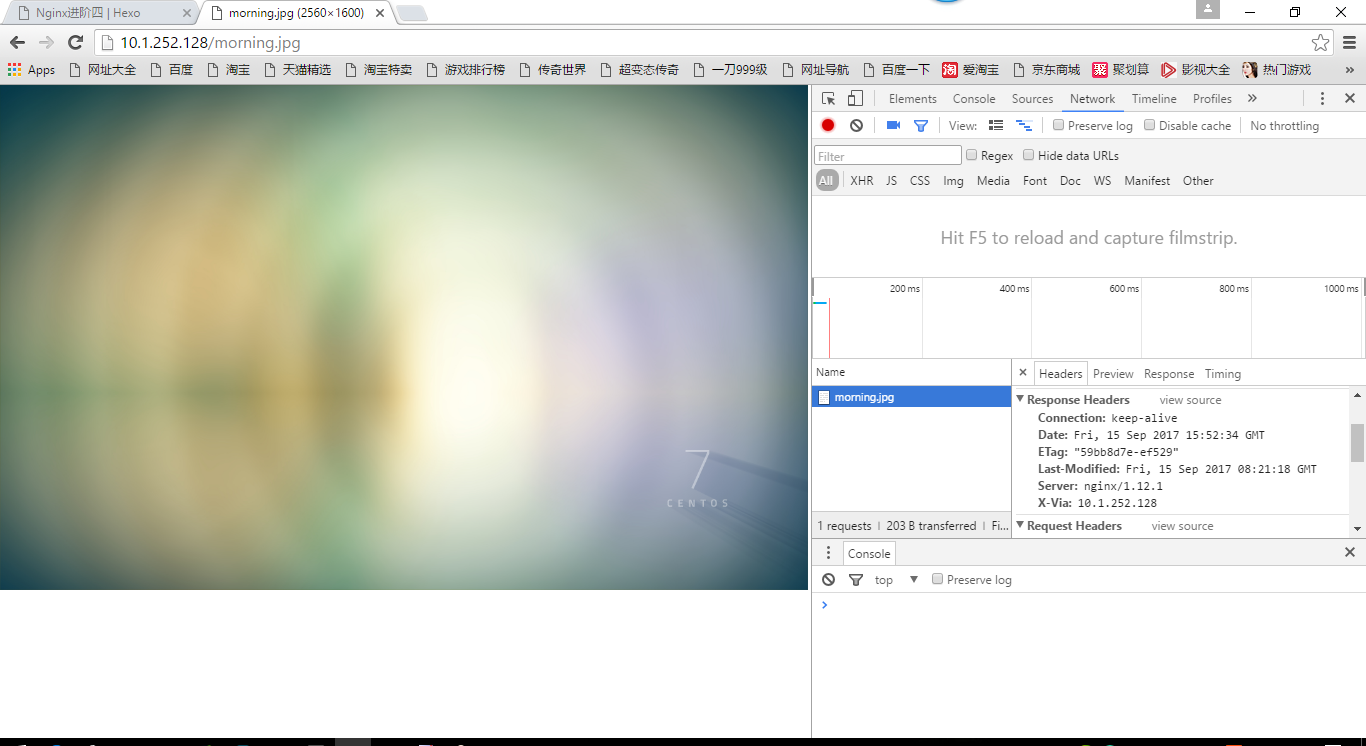 Nginx进阶四 | Hexo
morning.jpg (2560×1600)
10.1.252.128/morning.jpg
Apps 网址大全 百度 淘宝 天猫精选 淘宝特卖 游戏排行榜 传奇世界 超变态传奇 一刀999级 网址导航 百度一下 爱淘宝 京东商城 聚划算 影视大全 热门游戏 »
Elements Console Sources Network Timeline Profiles »
View: Preserve log Disable cache No throttling
Filter Regex Hide data URLs
All XHR JS CSS Img Media Font Doc WS Manifest Other
Hit F5 to reload and capture filmstrip.
200 ms 400 ms 600 ms 800 ms 1000 ms
Name
morning.jpg
1 requests | 203 B transferred | Fi...
Headers Preview Response Timing
Response Headers view source
Connection: keep-alive
Date: Fri, 15 Sep 2017 15:52:34 GMT
ETag: "59bb8d7e-ef529"
Last-Modified: Fri, 15 Sep 2017 08:21:18 GMT
Server: nginx/1.12.1
X-Via: 10.1.252.128
Request Headers view source
Console
top Preserve log
7
CENTOS